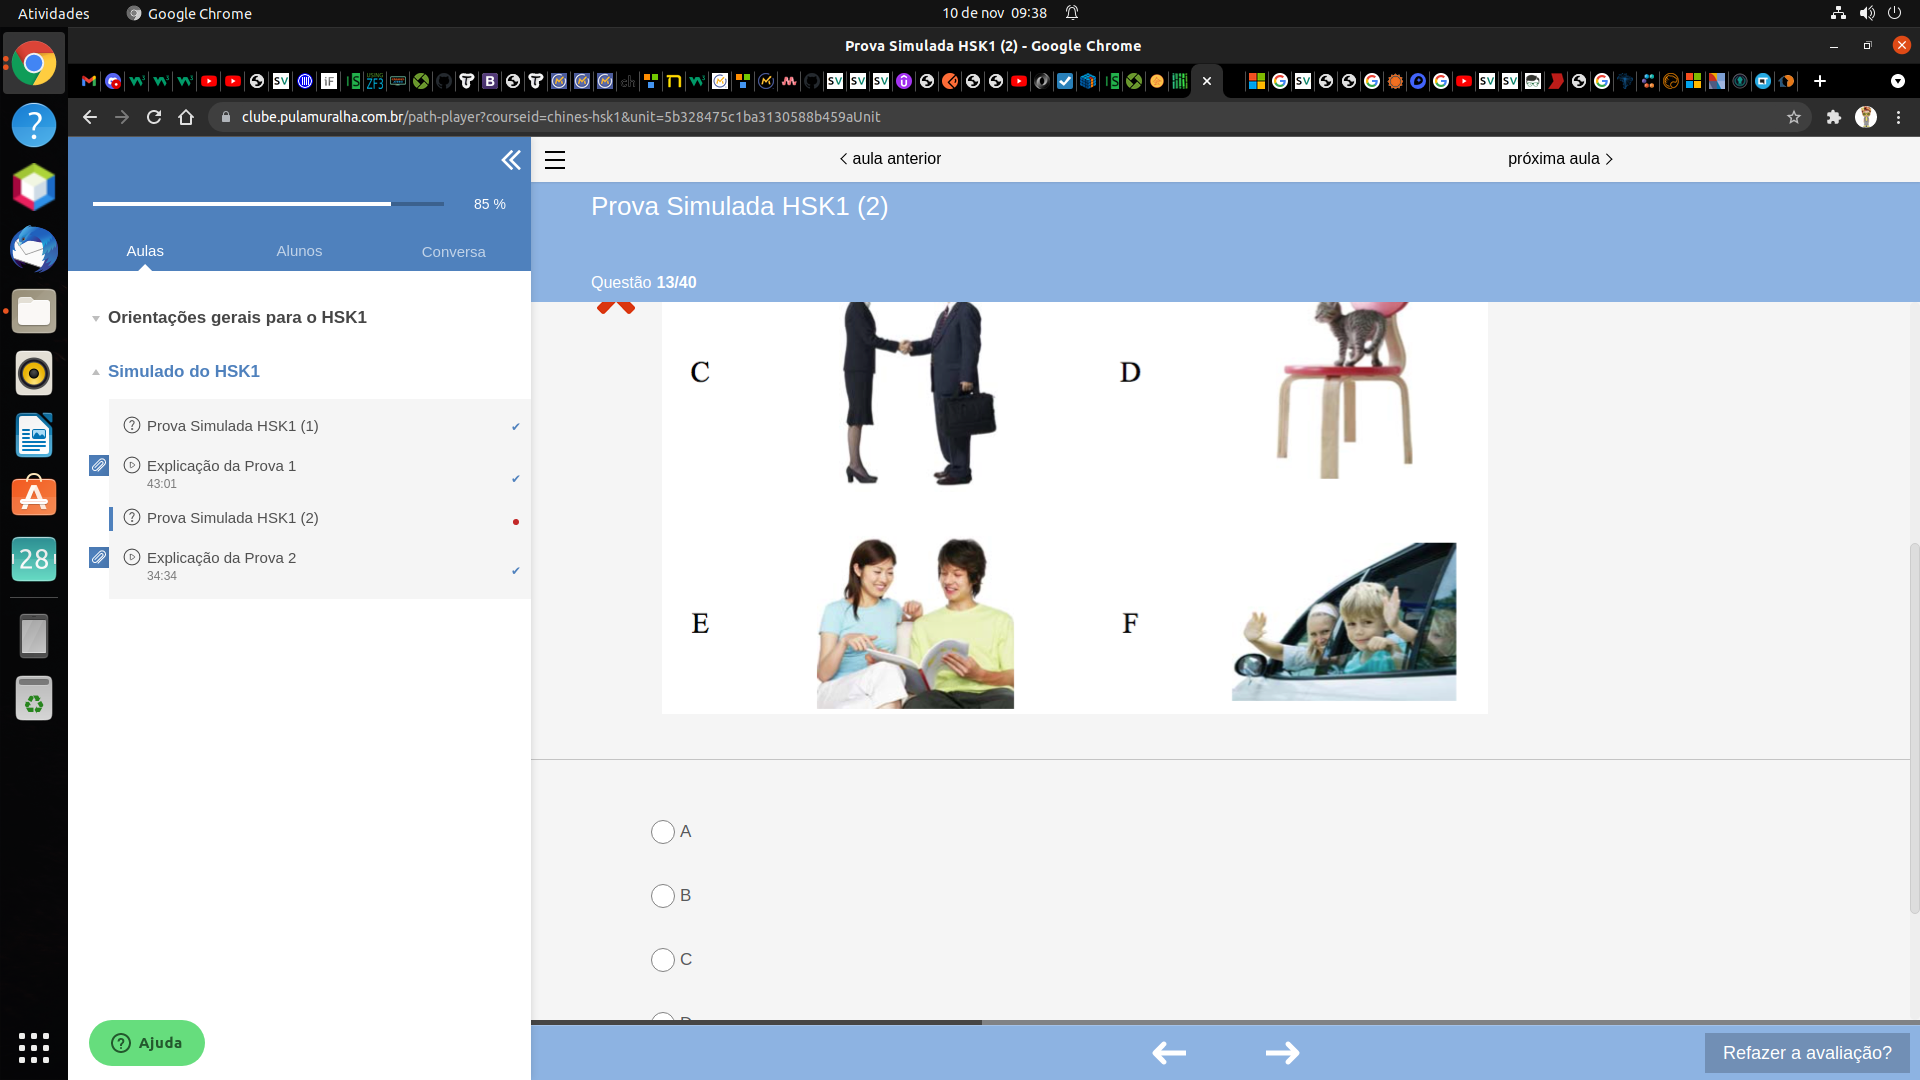 Atividades
Google Chrome
10 de nov 09:38
Prova Simulada HSK1 (2) - Google Chrome
clube.pulamuralha.com.br/path-player?courseid=chines-hsk1&unit=5b328475c1ba3130588b459aUnit
aula anterior
próxima aula
85 %
Aulas
Alunos
Conversa
Prova Simulada HSK1 (2)
Questão 13/40
Orientações gerais para o HSK1
Simulado do HSK1
Prova Simulada HSK1 (1)
Explicação da Prova 1
43:01
Prova Simulada HSK1 (2)
Explicação da Prova 2
34:34
C
D
E
F
A
B
C
D
28
Ajuda
Refazer a avaliação?